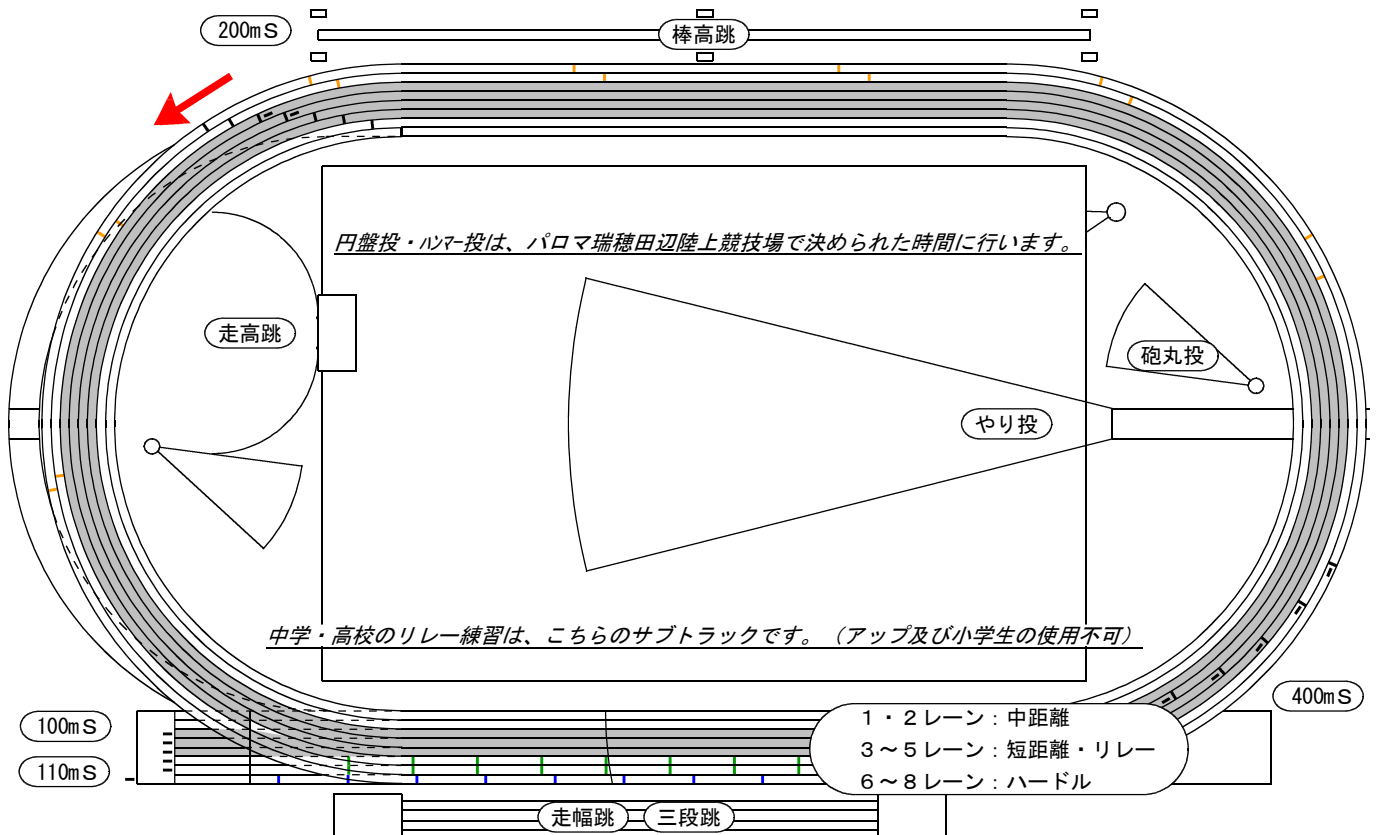 200mS
棒高跳
円盤投・ﾊﾝﾏｰ投は、パロマ瑞穂田辺陸上競技場で決められた時間に行います。
走高跳
砲丸投
やり投
中学・高校のリレー練習は、こちらのサブトラックです。（アップ及び小学生の使用不可）
400mS
100mS
110mS
１・２レーン：中距離
３～５レーン：短距離・リレー
６～８レーン：ハードル
走幅跳 三段跳